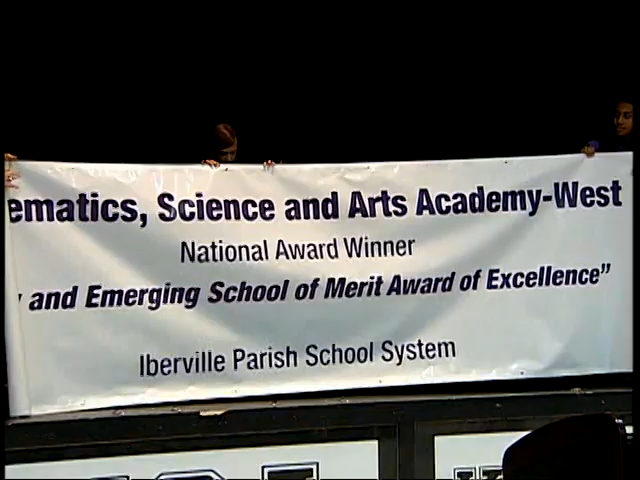 ematics, Science and Arts Academy-West
National Award Winner
and Emerging School of Merit Award of Excellence”
Iberville Parish School System